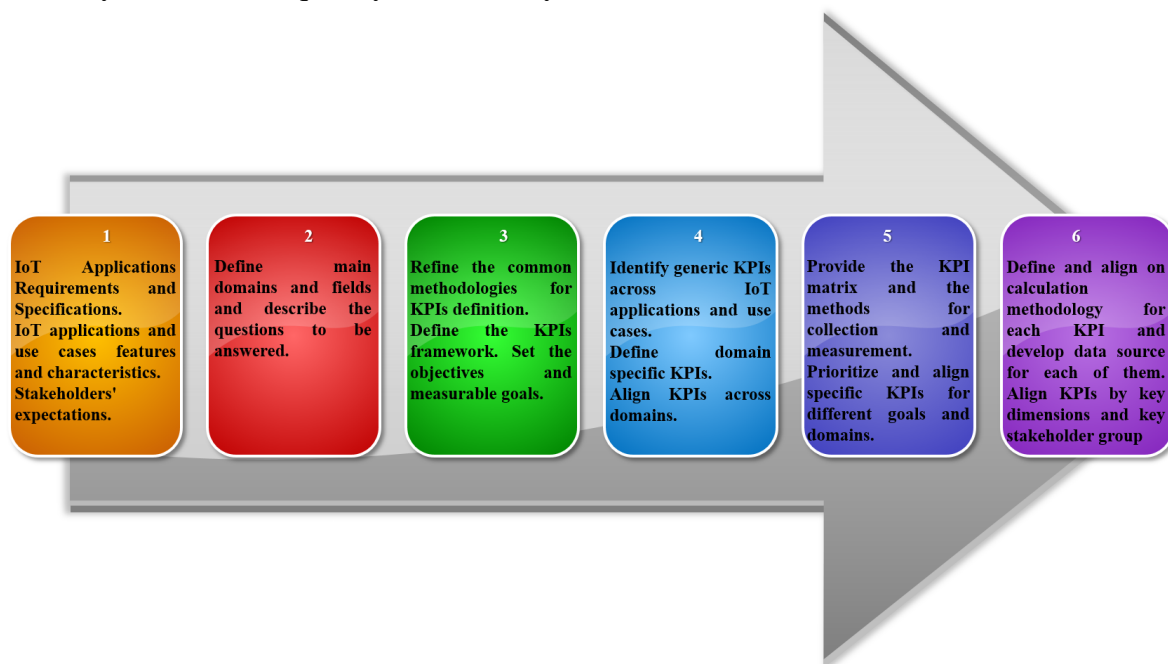 1
IoT Applications
Requirements and
Specifications.
IoT applications and
use cases features
and characteristics.
Stakeholders'
expectations.
2
Define main
domains and fields
and describe the
questions to be
answered.
3
Refine the common
methodologies for
KPIs definition.
Define the KPIs
framework. Set the
objectives and
measurable goals.
4
Identify generic KPIs
across IoT
applications and use
cases.
Define domain
specific KPIs.
Align KPIs across
domains.
5
Provide the KPI
matrix and the
methods for
collection and
measurement.
Prioritize and align
specific KPIs for
different goals and
domains.
6
Define and align on
calculation
methodology for
each KPI and
develop data source
for each of them.
Align KPIs by key
dimensions and key
stakeholder group